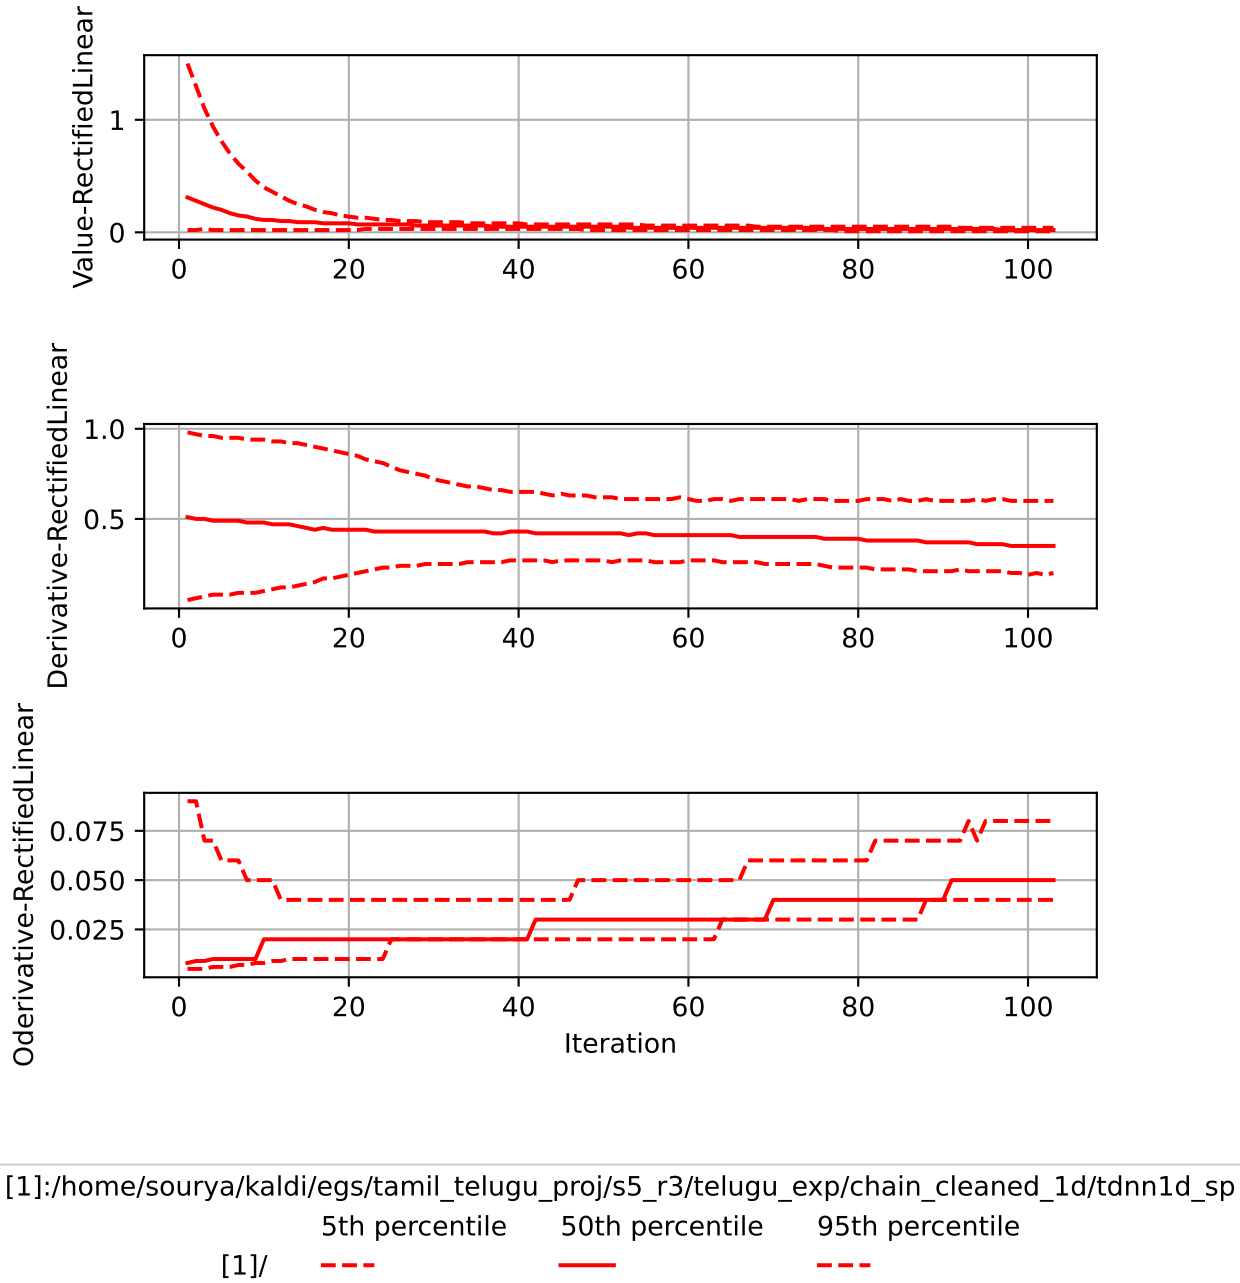 Value-RectifiedLinear
1
0
0 20 40 60 80 100
Derivative-RectifiedLinear
1.0
0.5
0 20 40 60 80 100
Oderivative-RectifiedLinear
0.075
0.050
0.025
0 20 40 60 80 100
Iteration
[1]:/home/sourya/kaldi/egs/tamil_telugu_proj/s5_r3/telugu_exp/chain_cleaned_1d/tdnn1d_sp
5th percentile 50th percentile 95th percentile
[1]/